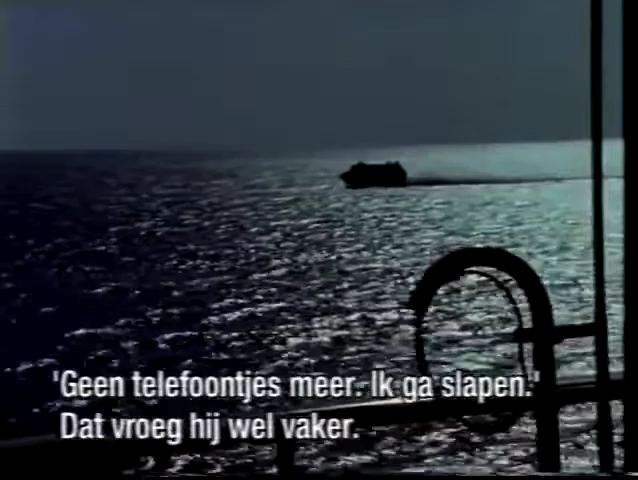 'Geen telefoontjes meer. Ik ga slapen.'
Dat vroeg hij wel vaker.